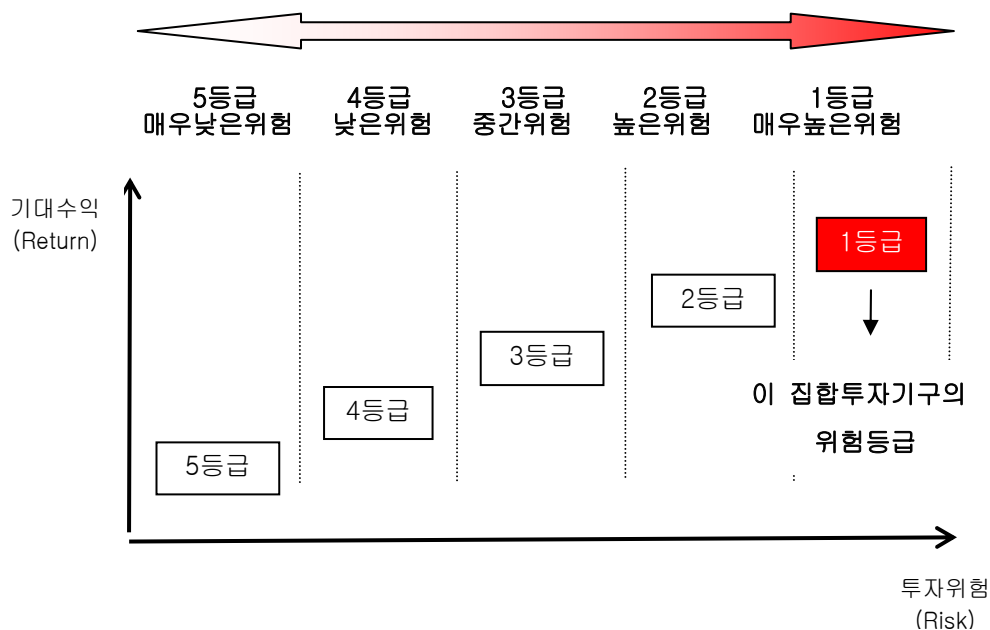 5등급 4등급 3등급 2등급 1등급
매우낮은위험 낮은위험 중간위험 높은위험 매우높은위험
기대수익
(Return)
1등급
2등급
3등급
이 집합투자기구의
4등급
위험등급
5등급
투자위험
(Risk)